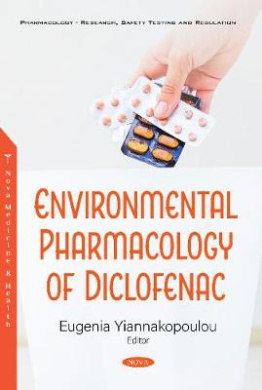 Pharmacology - Research, Safety Testing and Regulation
Nova Medicine & Health
Environmental
Pharmacology
of Diclofenac
Eugenia Yiannakopoulou
Editor
NOVA